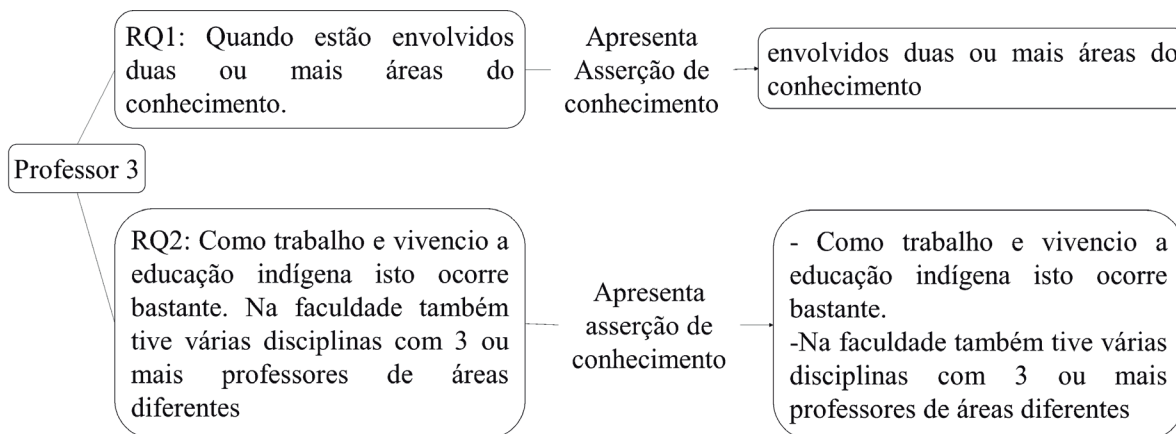 RQ1: Quando estão envolvidos
duas ou mais áreas do
conhecimento.
Apresenta
Asserção de
conhecimento
envolvidos duas ou mais áreas do
conhecimento
Professor 3
RQ2: Como trabalho e vivencio a
educação indígena isto ocorre
bastante. Na faculdade também
tive várias disciplinas com 3 ou
mais professores de áreas
diferentes
Apresenta
asserção de
conhecimento
- Como trabalho e vivencio a
educação indígena isto ocorre
bastante.
-Na faculdade também tive várias
disciplinas com 3 ou mais
professores de áreas diferentes